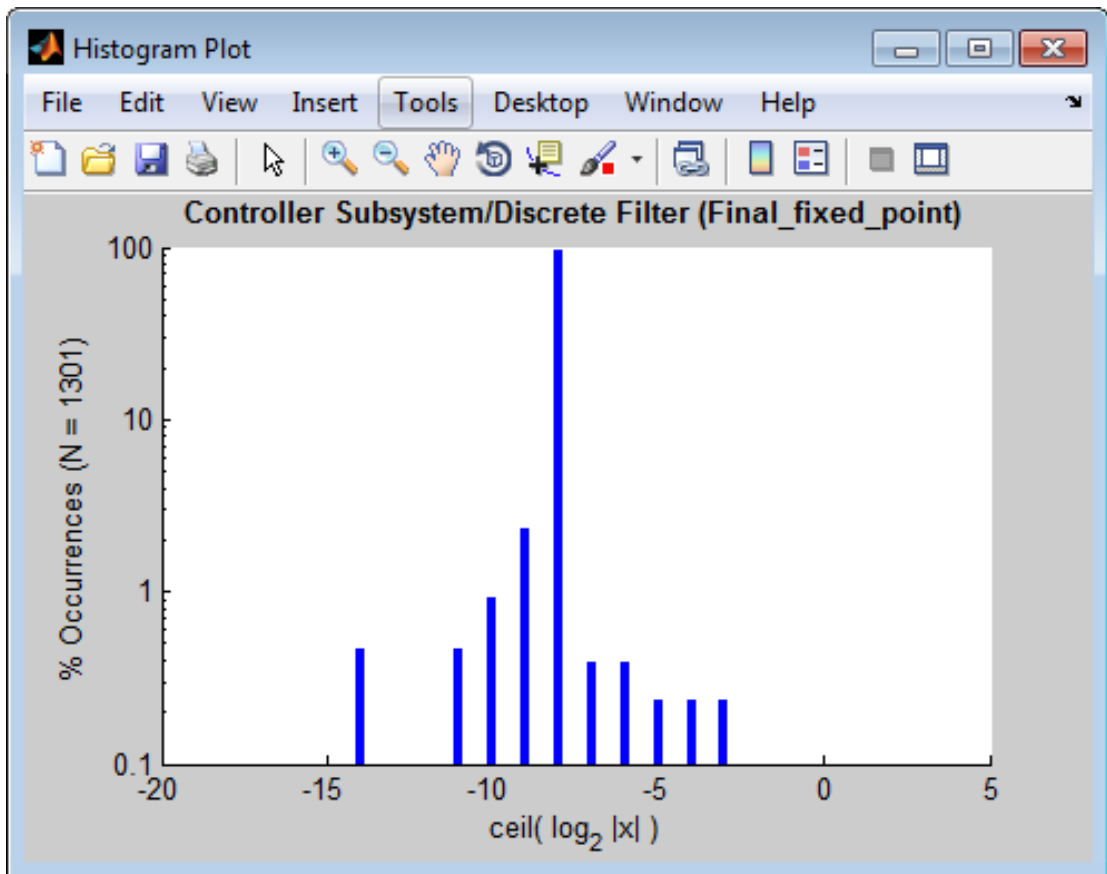 Histogram Plot
File Edit View Insert Tools Desktop Window Help
Controller Subsystem/Discrete Filter (Final_fixed_point)
100
10
1
0.1
% Occurrences (N = 1301)
-20 -15 -10 -5 0 5
ceil( log2 |x| )